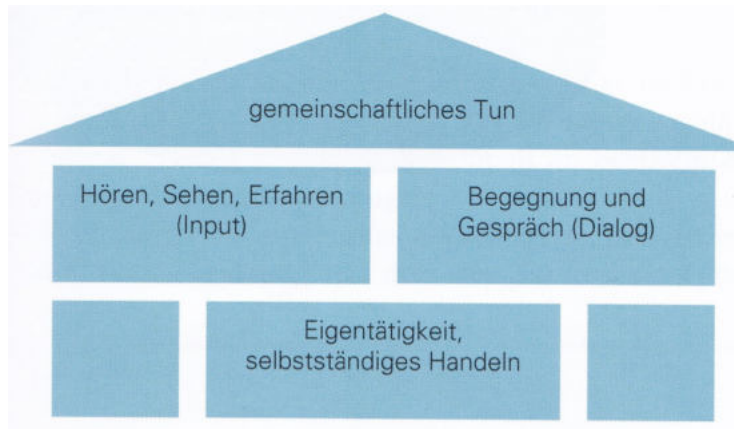 gemeinschaftliches Tun
Hören, Sehen, Erfahren
(Input)
Begegnung und
Gespräch (Dialog)
Eigentätigkeit,
selbstständiges Handeln